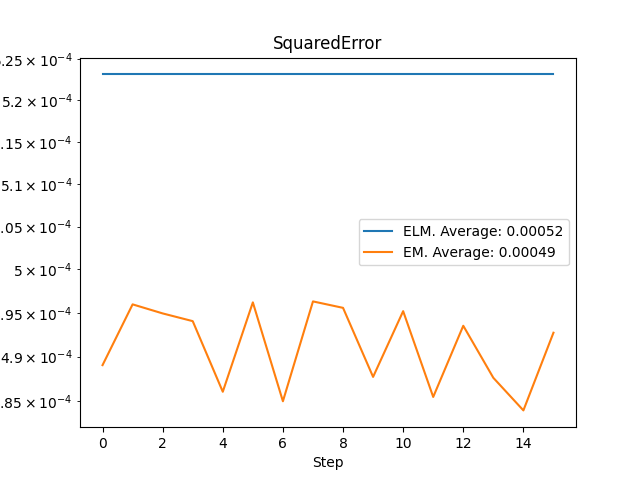 SquaredError
.25 × 10⁻⁴
5.2 × 10⁻⁴
.15 × 10⁻⁴
5.1 × 10⁻⁴
.05 × 10⁻⁴
5 × 10⁻⁴
.95 × 10⁻⁴
4.9 × 10⁻⁴
.85 × 10⁻⁴
ELM. Average: 0.00052
EM. Average: 0.00049
0 2 4 6 8 10 12 14
Step